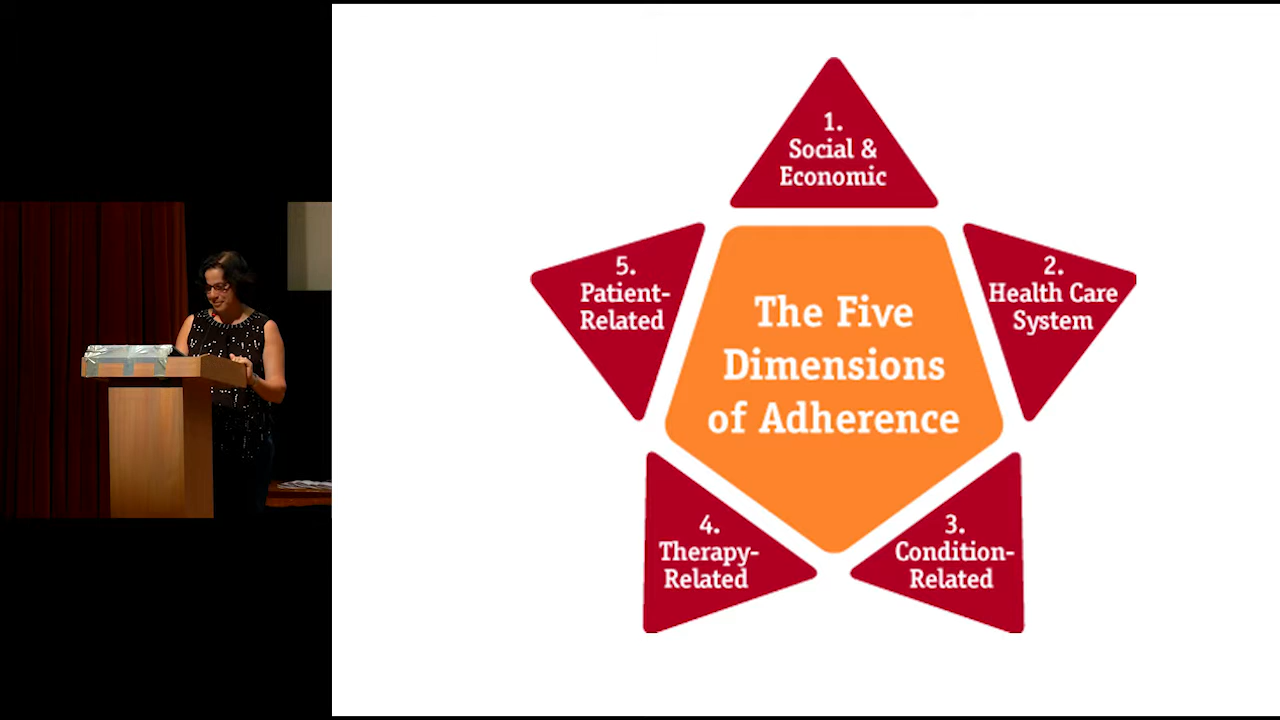 The Five
Dimensions
of Adherence
1.
Social &
Economic
2.
Health Care
System
3.
Condition-
Related
4.
Therapy-
Related
5.
Patient-
Related